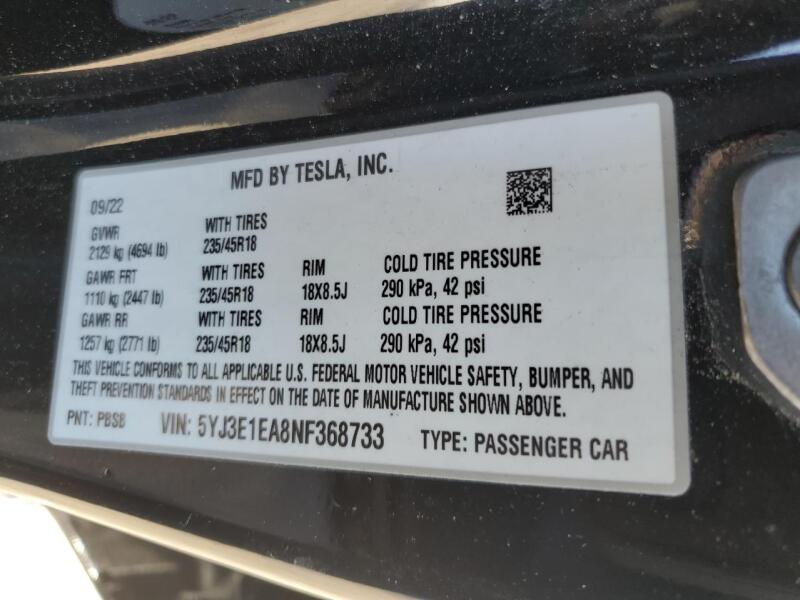 MFD BY TESLA, INC.
09/22
GVWR WITH TIRES
2129 kg (4694 lb) 235/45R18
GAWR FRT WITH TIRES RIM COLD TIRE PRESSURE
1110 kg (2447 lb) 235/45R18 18X8.5J 290 kPa, 42 psi
GAWR RR WITH TIRES RIM COLD TIRE PRESSURE
1257 kg (2771 lb) 235/45R18 18X8.5J 290 kPa, 42 psi
THIS VEHICLE CONFORMS TO ALL APPLICABLE U.S. FEDERAL MOTOR VEHICLE SAFETY, BUMPER, AND
THEFT PREVENTION STANDARDS IN EFFECT ON THE DATE OF MANUFACTURE SHOWN ABOVE.
PNT: PBSB VIN: 5YJ3E1EA8NF368733 TYPE: PASSENGER CAR